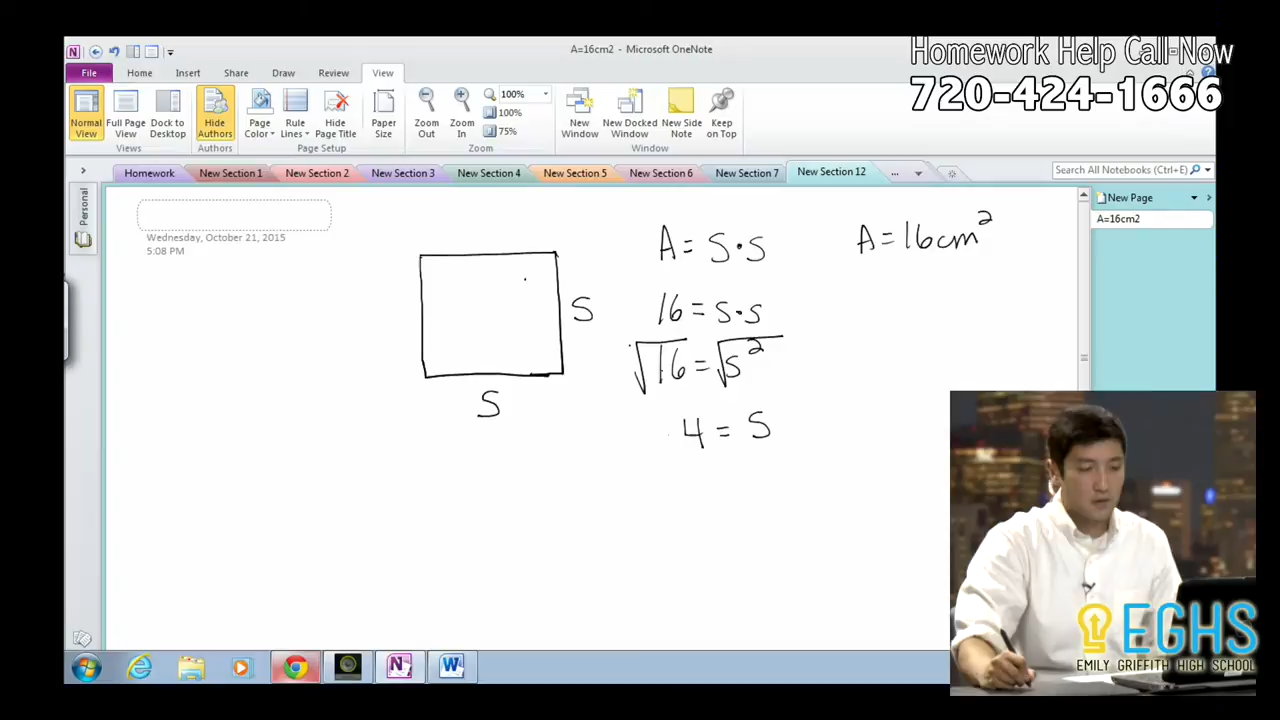 A=16cm2 - Microsoft OneNote
Homework Help Call-Now
720-424-1666
File Home Insert Share Draw Review View
Normal View
Full Page View
Dock to Desktop
Hide Authors
Page Color
Rule Lines
Hide Page Title
Paper Size
Zoom Out
Zoom In
100%
100%
75%
New Window
New Docked Window
New Side Note
Keep on Top
Views Authors Page Setup Zoom Window
Homework New Section 1 New Section 2 New Section 3 New Section 4 New Section 5 New Section 6 New Section 7 New Section 12 ...
Search All Notebooks (Ctrl+E)
Personal
New Page
A=16cm2
Wednesday, October 21, 2015
5:08 PM
S
S
A = S·S
A = 16cm²
16 = S·S
√16 = √S²
4 = S
EGHS
EMILY GRIFFITH HIGH SCHOOL